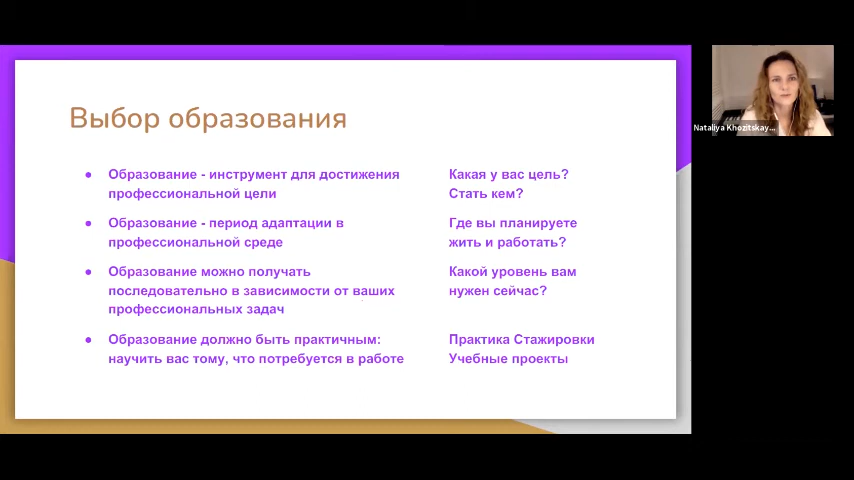 Выбор образования
Образование - инструмент для достижения
профессиональной цели
Какая у вас цель?
Стать кем?
Образование - период адаптации в
профессиональной среде
Где вы планируете
жить и работать?
Образование можно получать
последовательно в зависимости от ваших
профессиональных задач
Какой уровень вам
нужен сейчас?
Образование должно быть практичным:
научить вас тому, что потребуется в работе
Практика Стажировки
Учебные проекты
Nataliya Khozitskay...